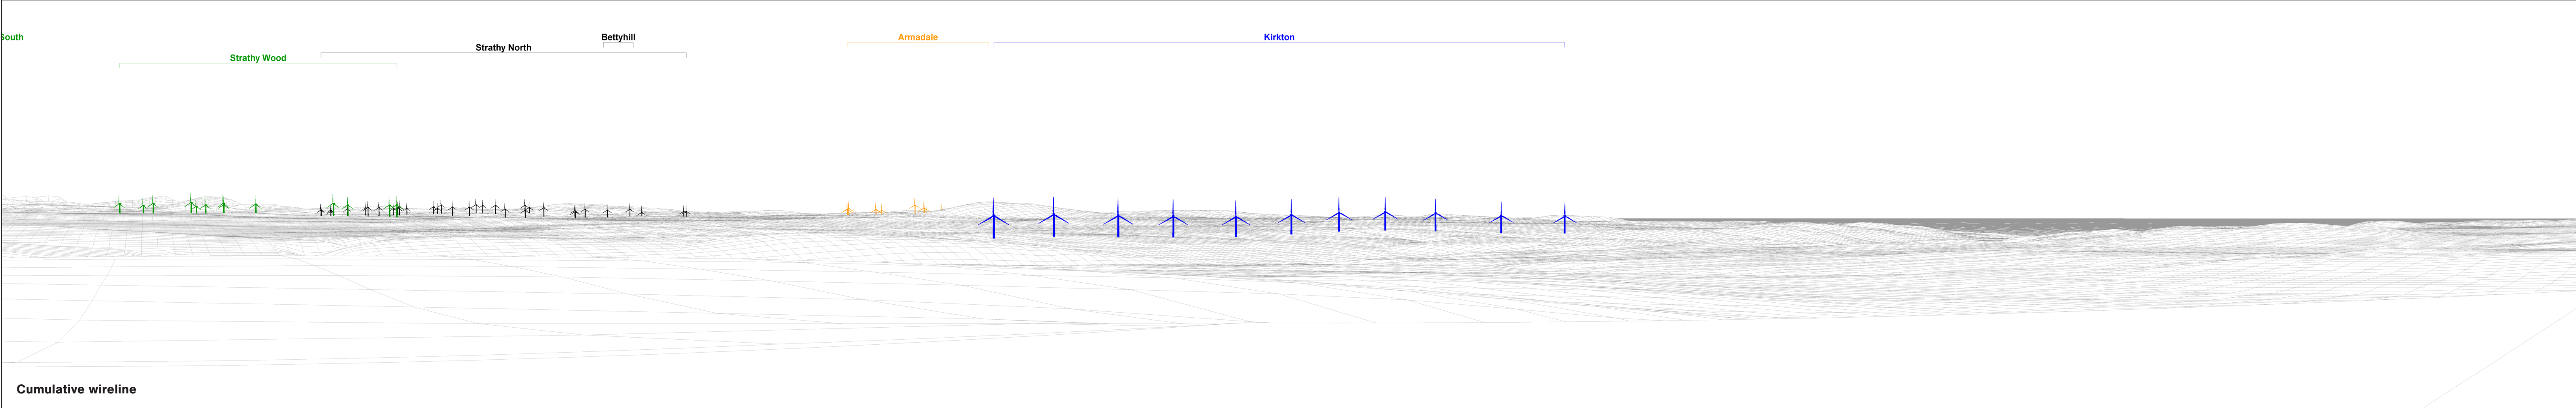 South
Bettyhill
Armadale
Kirkton
Strathy North
Strathy Wood
Cumulative wireline